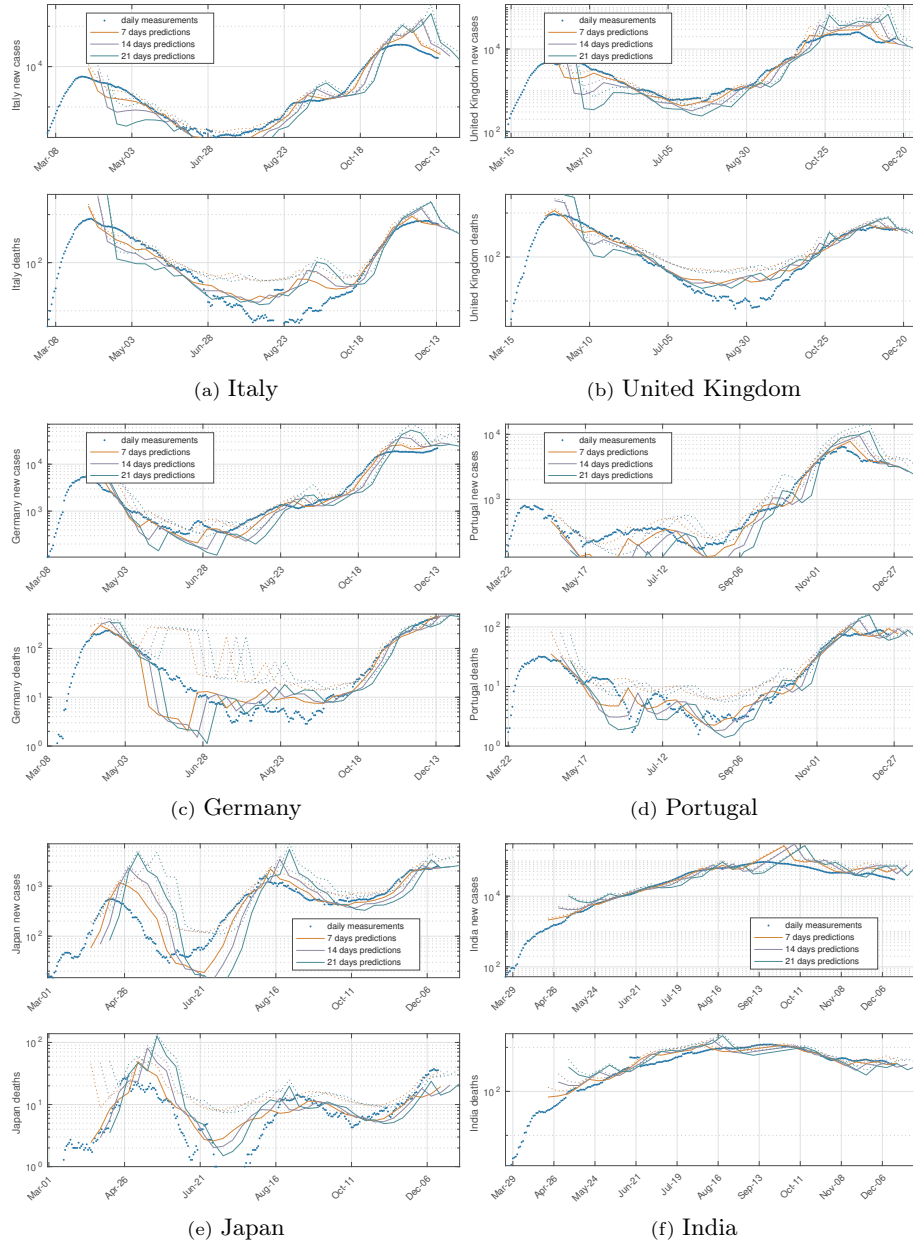 Italy new cases
10^4
daily measurements
7 days predictions
14 days predictions
21 days predictions
Mar-08 May-03 Jun-28 Aug-23 Oct-18 Dec-13
Italy deaths
10^2
Mar-08 May-03 Jun-28 Aug-23 Oct-18 Dec-13
(a) Italy
United Kingdom new cases
10^4
10^2
daily measurements
7 days predictions
14 days predictions
21 days predictions
Mar-15 May-10 Jul-05 Aug-30 Oct-25 Dec-20
United Kingdom deaths
10^2
Mar-15 May-10 Jul-05 Aug-30 Oct-25 Dec-20
(b) United Kingdom
Germany new cases
10^4
10^3
daily measurements
7 days predictions
14 days predictions
21 days predictions
Mar-08 May-03 Jun-28 Aug-23 Oct-18 Dec-13
Germany deaths
10^2
10^1
10^0
Mar-08 May-03 Jun-28 Aug-23 Oct-18 Dec-13
(c) Germany
Portugal new cases
10^4
10^3
daily measurements
7 days predictions
14 days predictions
21 days predictions
Mar-22 May-17 Jul-12 Sep-06 Nov-01 Dec-27
Portugal deaths
10^2
10^1
10^0
Mar-22 May-17 Jul-12 Sep-06 Nov-01 Dec-27
(d) Portugal
Japan new cases
10^3
10^2
daily measurements
7 days predictions
14 days predictions
21 days predictions
Mar-01 Apr-26 Jun-21 Aug-16 Oct-11 Dec-06
Japan deaths
10^2
10^1
10^0
Mar-01 Apr-26 Jun-21 Aug-16 Oct-11 Dec-06
(e) Japan
India new cases
10^4
10^2
daily measurements
7 days predictions
14 days predictions
21 days predictions
Mar-29 Apr-26 May-24 Jun-21 Jul-19 Aug-16 Sep-13 Oct-11 Nov-08 Dec-06
India deaths
10^2
Mar-29 Apr-26 May-24 Jun-21 Jul-19 Aug-16 Sep-13 Oct-11 Nov-08 Dec-06
(f) India